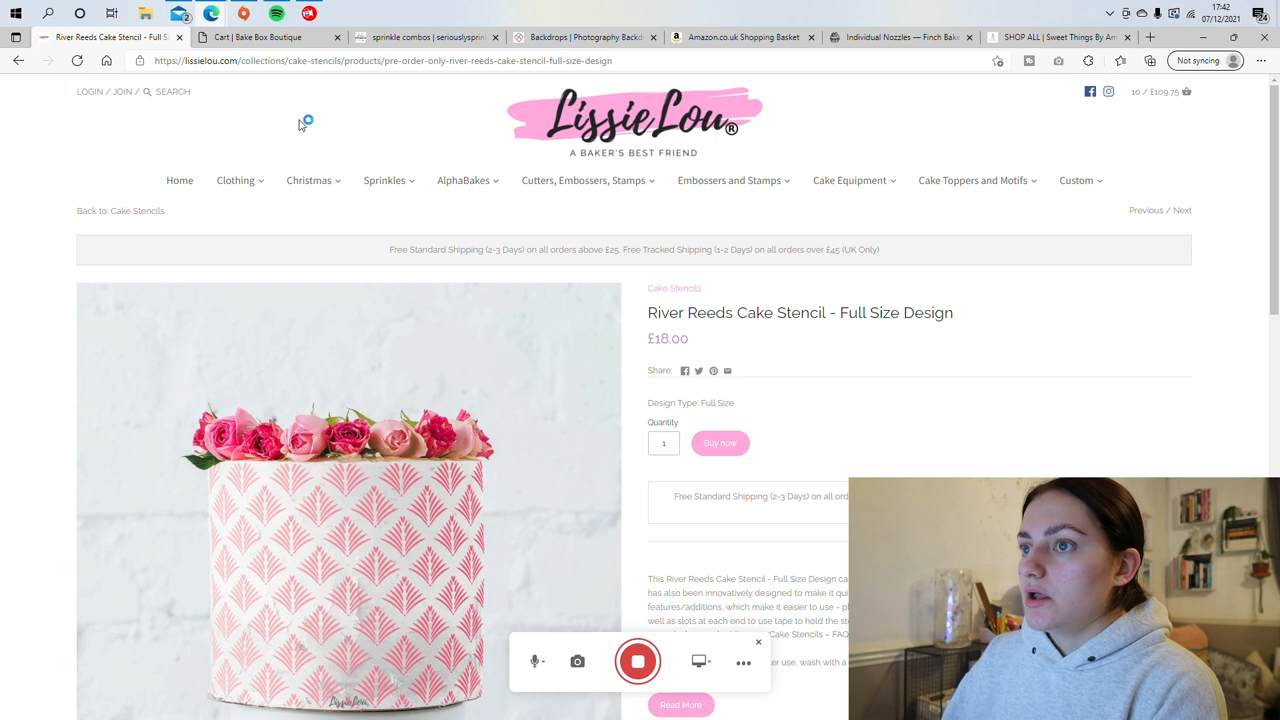 17:42
07/12/2021
24
2
River Reeds Cake Stencil - Full Si
Cart | Bake Box Boutique
sprinkle combos | seriouslysprink
Backdrops | Photography Backd
Amazon.co.uk Shopping Basket
Individual Nozzles — Finch Bake
SHOP ALL | Sweet Things By Am
https://lissielou.com/collections/cake-stencils/products/pre-order-only-river-reeds-cake-stencil-full-size-design
Not syncing
LOGIN / JOIN / SEARCH
10 / £109.75
LissieLou®
A BAKER'S BEST FRIEND
Home Clothing Christmas Sprinkles AlphaBakes Cutters, Embossers, Stamps Embossers and Stamps Cake Equipment Cake Toppers and Motifs Custom
Back to: Cake Stencils
Previous / Next
Free Standard Shipping (2-3 Days) on all orders above £25, Free Tracked Shipping (1-2 Days) on all orders over £45 (UK Only)
Cake Stencils
River Reeds Cake Stencil - Full Size Design
£18.00
Share:
Design Type: Full Size
Quantity
1
Buy now
Free Standard Shipping (2-3 Days) on all ord
This River Reeds Cake Stencil - Full Size Design ca
has also been innovatively designed to make it qui
features/additions, which make it easier to use - pl
well as slots at each end to use tape to hold the st
Cake Stencils – FAQ
er use, wash with a
Read More
LissieLou